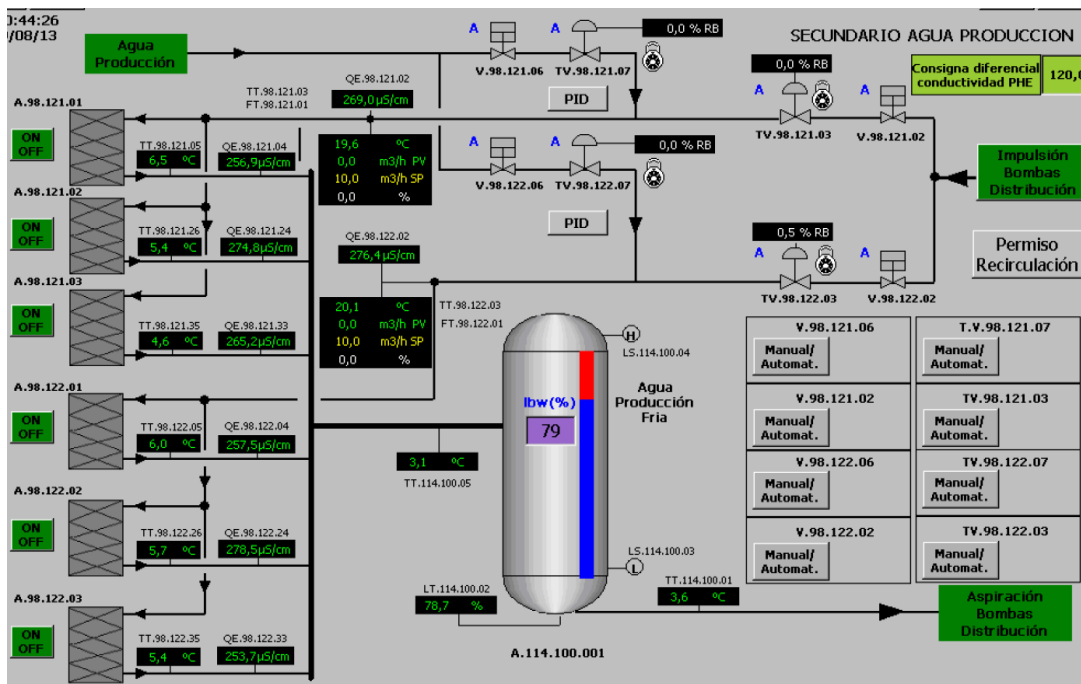 0:44:26
/08/13
Agua
Producción
A
A
0,0 % RB
V.98.121.06
TV.98.121.07
SECUNDARIO AGUA PRODUCCION
Consigna diferencial
conductividad PHE
120,0
0,0 % RB
A
A
TV.98.121.03
V.98.121.02
PID
A.98.121.01
ON
OFF
TT.98.121.03
FT.98.121.01
QE.98.121.02
269,0 µS/cm
TT.98.121.05
6,5 ºC
QE.98.121.04
256,9 µS/cm
19,6 ºC
0,0 m3/h PV
10,0 m3/h SP
0,0 %
A
A
0,0 % RB
V.98.122.06
TV.98.122.07
PID
Impulsión
Bombas
Distribución
A.98.121.02
ON
OFF
TT.98.121.26
5,4 ºC
QE.98.121.24
274,8 µS/cm
QE.98.122.02
276,4 µS/cm
0,5 % RB
A
A
TV.98.122.03
V.98.122.02
Permiso
Recirculación
A.98.121.03
ON
OFF
TT.98.121.35
4,6 ºC
QE.98.121.33
265,2 µS/cm
20,1 ºC
0,0 m3/h PV
10,0 m3/h SP
0,0 %
TT.98.122.03
FT.98.122.01
H
LS.114.100.04
Agua
Producción
Fria
lbw(%)
79
V.98.121.06
Manual/
Automat.
T.V.98.121.07
Manual/
Automat.
V.98.121.02
Manual/
Automat.
TV.98.121.03
Manual/
Automat.
V.98.122.06
Manual/
Automat.
TV.98.122.07
Manual/
Automat.
V.98.122.02
Manual/
Automat.
TV.98.122.03
Manual/
Automat.
A.98.122.01
ON
OFF
TT.98.122.05
6,0 ºC
QE.98.122.04
257,5 µS/cm
3,1 ºC
TT.114.100.05
A.98.122.02
ON
OFF
TT.98.122.26
5,7 ºC
QE.98.122.24
278,5 µS/cm
LS.114.100.03
L
LT.114.100.02
78,7 %
TT.114.100.01
3,6 ºC
Aspiración
Bombas
Distribución
A.98.122.03
ON
OFF
TT.98.122.35
5,4 ºC
QE.98.122.33
253,7 µS/cm
A.114.100.001